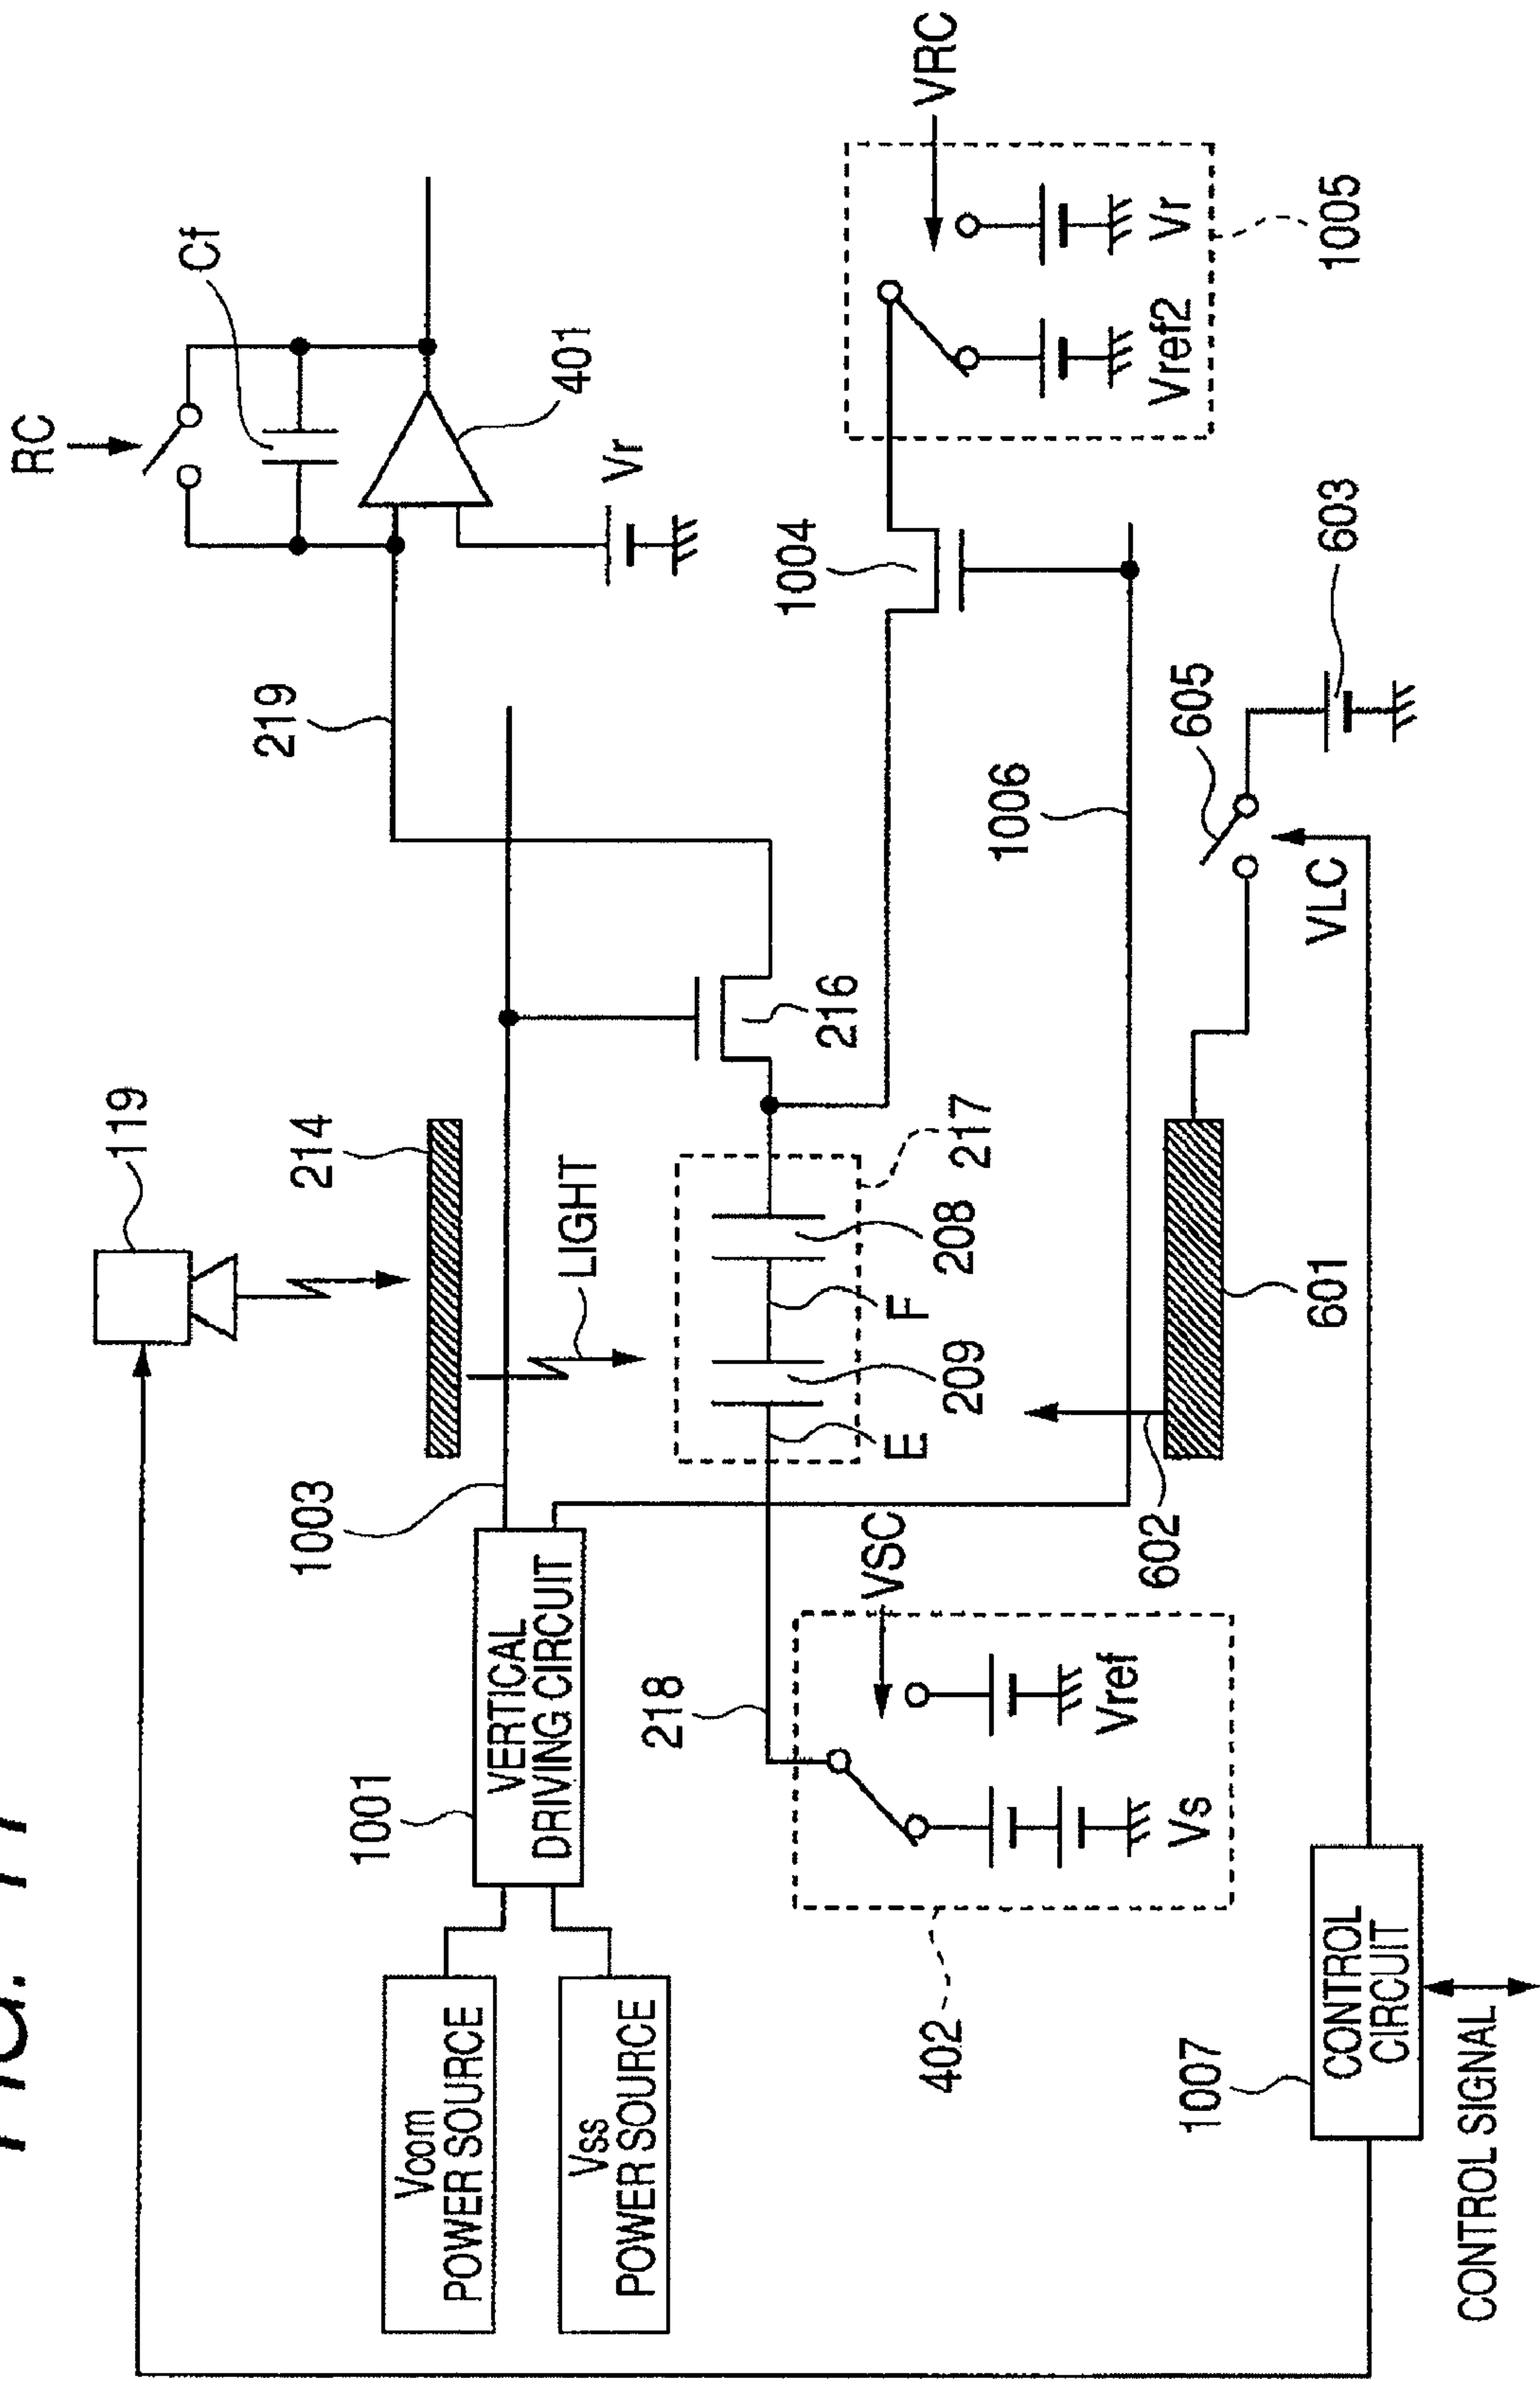 RC
Cf
401
Vr
219
119
214
LIGHT
1003
1001
VERTICAL
DRIVING CIRCUIT
Vcom
POWER SOURCE
Vss
POWER SOURCE
216
217
208
F
209
E
218
VSC
Vref
Vs
402
1004
VRC
Vref2
Vr
1005
1006
603
605
VLC
601
602
1007
CONTROL
CIRCUIT
CONTROL SIGNAL